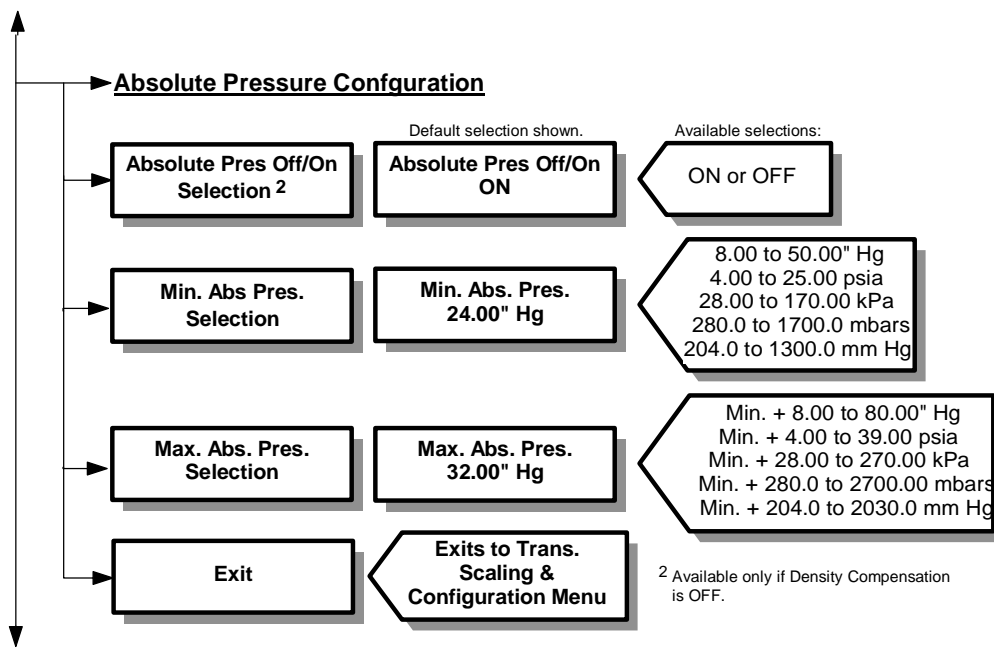 Absolute Pressure Confguration
Default selection shown.
Available selections:
Absolute Pres Off/On
Selection 2
Absolute Pres Off/On
ON
ON or OFF
Min. Abs Pres.
Selection
Min. Abs. Pres.
24.00" Hg
8.00 to 50.00" Hg
4.00 to 25.00 psia
28.00 to 170.00 kPa
280.0 to 1700.0 mbars
204.0 to 1300.0 mm Hg
Max. Abs. Pres.
Selection
Max. Abs. Pres.
32.00" Hg
Min. + 8.00 to 80.00" Hg
Min. + 4.00 to 39.00 psia
Min. + 28.00 to 270.00 kPa
Min. + 280.0 to 2700.00 mbars
Min. + 204.0 to 2030.0 mm Hg
Exit
Exits to Trans.
Scaling &
Configuration Menu
2 Available only if Density Compensation
is OFF.